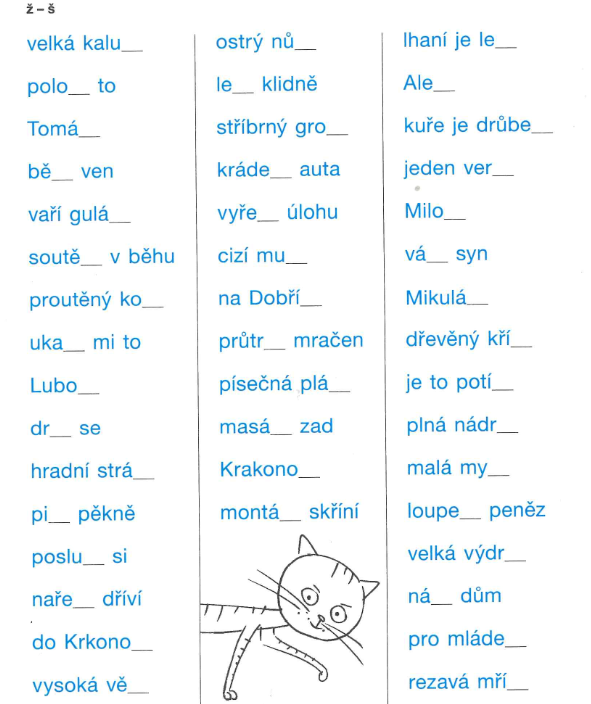 ž – š
velká kalu__
polo__ to
Tomá__
bě__ ven
vaří gulá__
soutě__ v běhu
proutěný ko__
uka__ mi to
Lubo__
dr__ se
hradní strá__
pi__ pěkně
poslu__ si
naře__ dříví
do Krkono__
vysoká vě__
ostrý nů__
le__ klidně
stříbrný gro__
kráde__ auta
vyře__ úlohu
cizí mu__
na Dobří__
průtr__ mračen
písečná plá__
masá__ zad
Krakono__
montá__ skříní
lhaní je le__
Ale__
kuře je drůbe__
jeden ver__
Milo__
vá__ syn
Mikulá__
dřevěný kří__
je to potí__
plná nádr__
malá my__
loupe__ peněz
velká výdr__
ná__ dům
pro mláde__
rezavá mří__